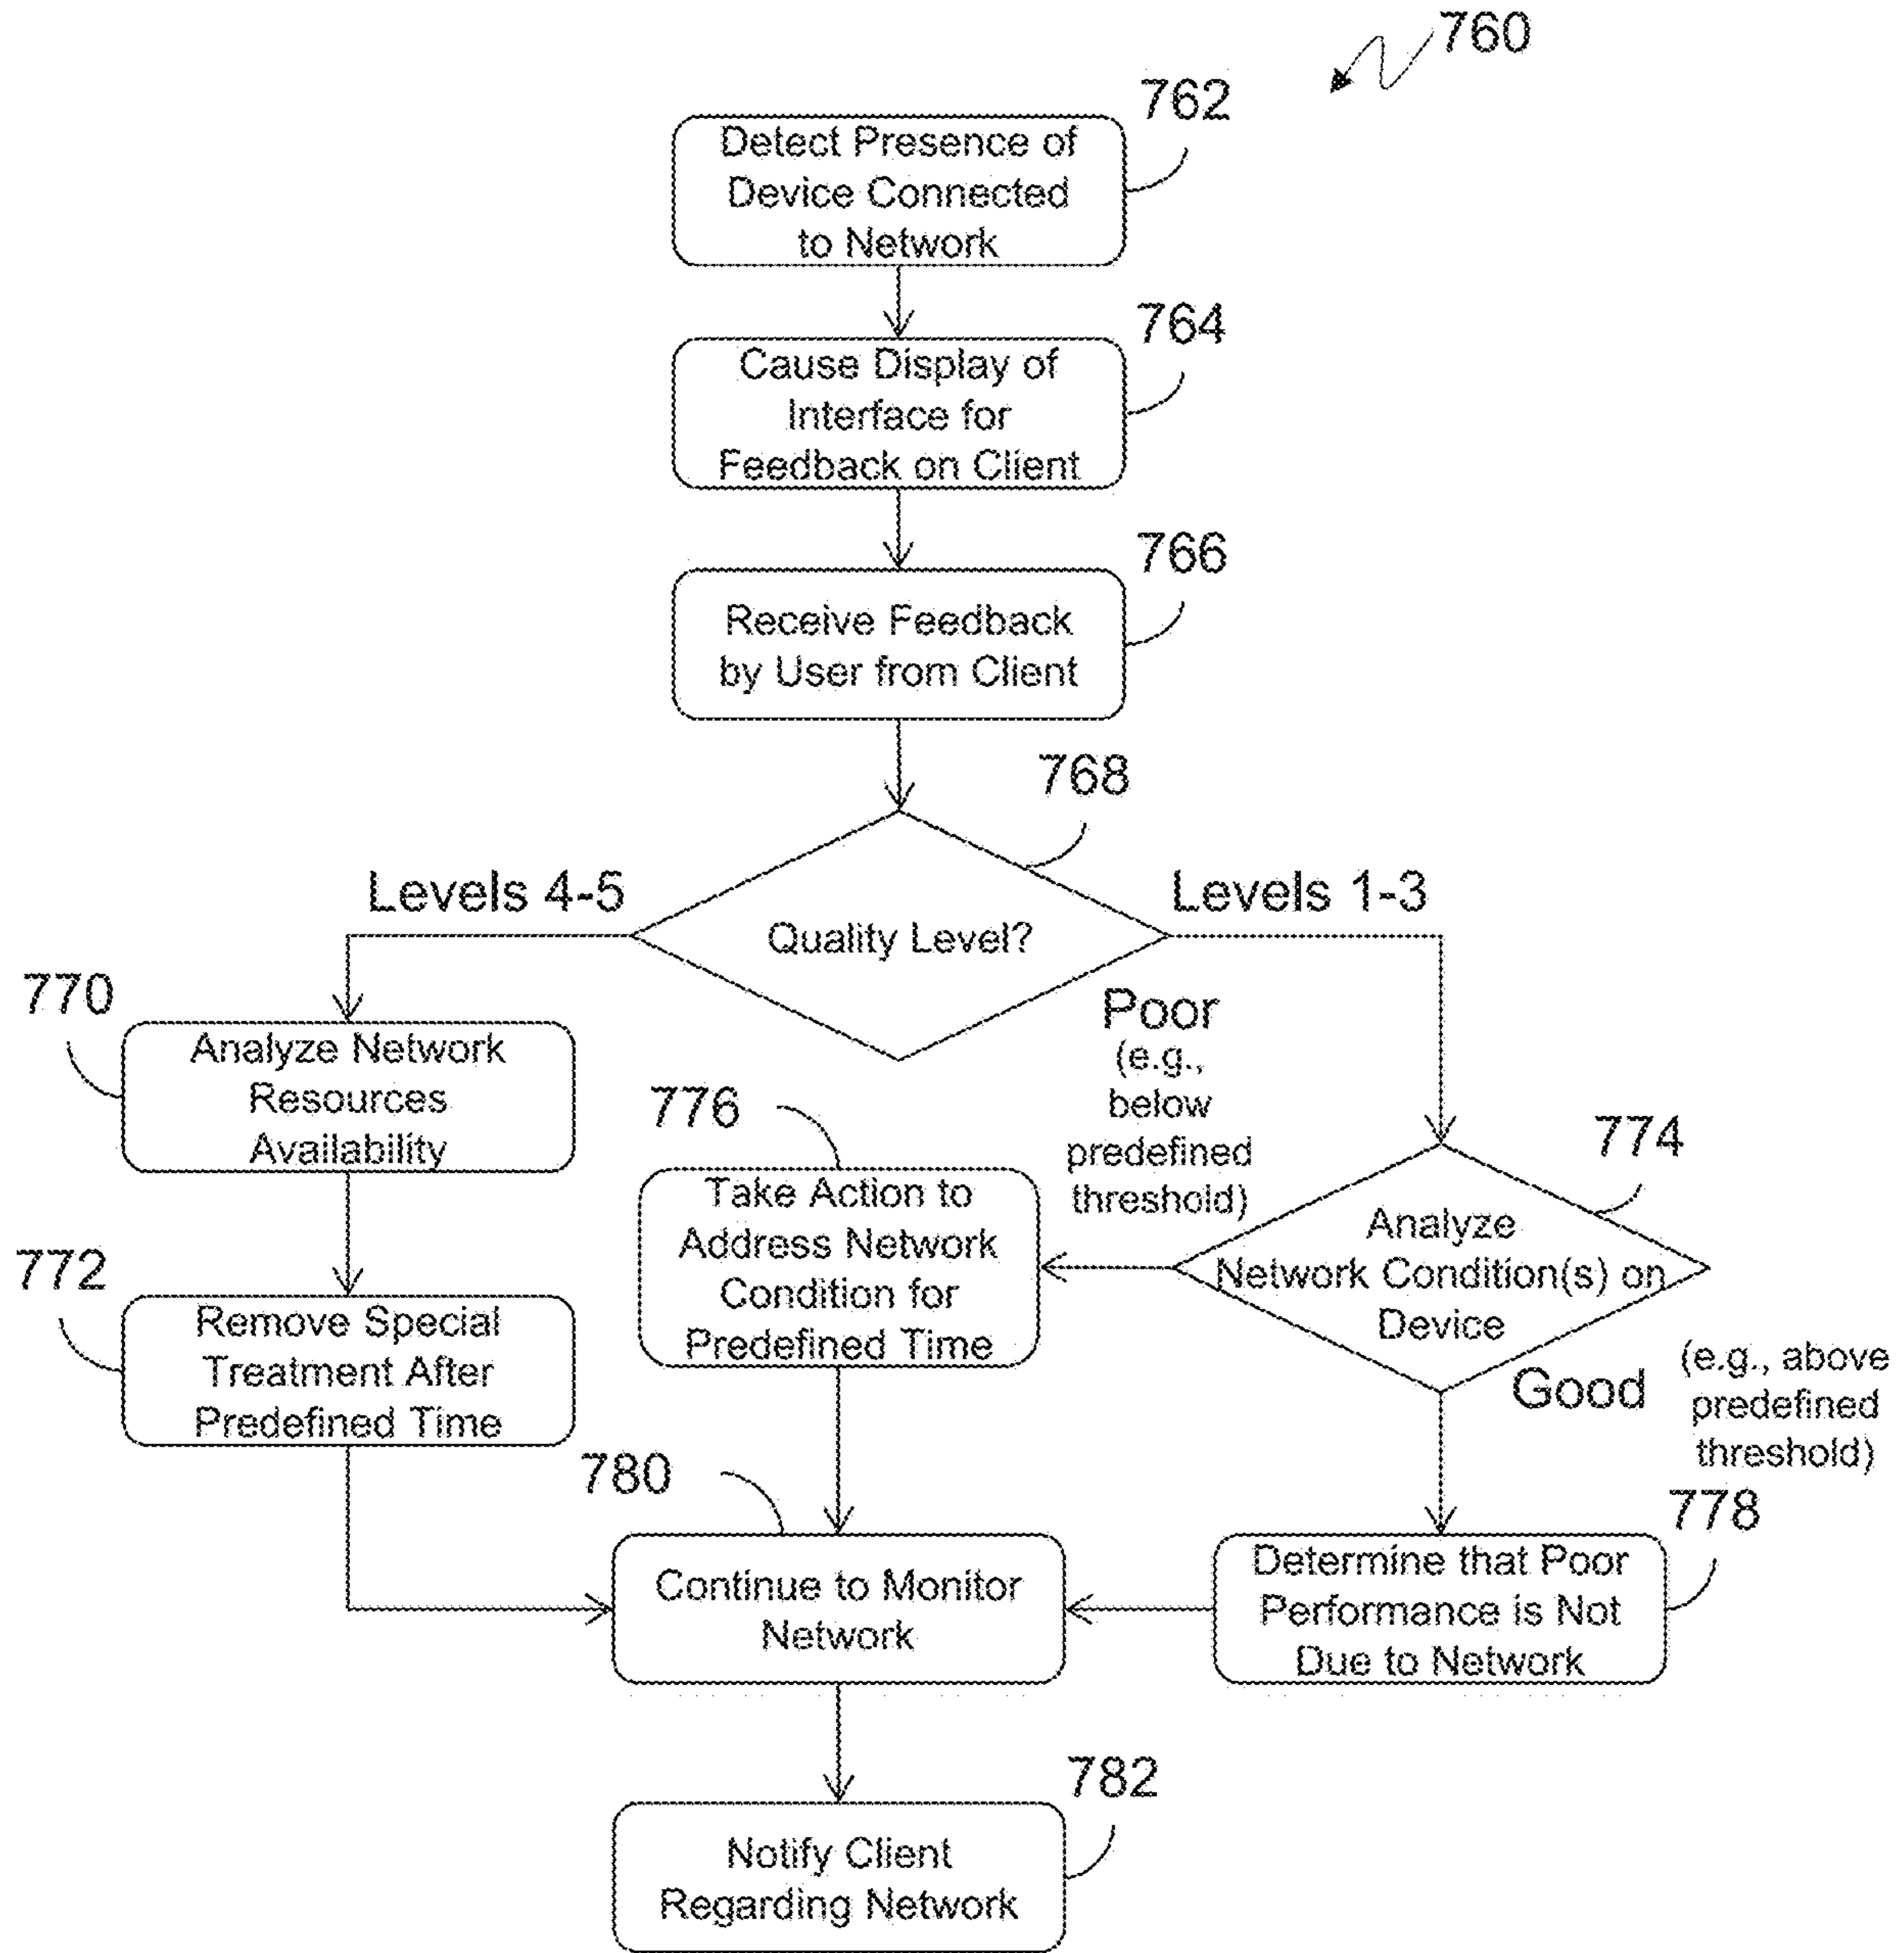 760
762
Detect Presence of
Device Connected
to Network
764
Cause Display of
Interface for
Feedback on Client
766
Receive Feedback
by User from Client
768
Levels 4-5
Quality Level?
Levels 1-3
770
Analyze Network
Resources
Availability
772
Remove Special
Treatment After
Predefined Time
776
Take Action to
Address Network
Condition for
Predefined Time
Poor
(e.g.,
below
predefined
threshold)
774
Analyze
Network Condition(s) on
Device
Good
(e.g., above
predefined
threshold)
778
Determine that Poor
Performance is Not
Due to Network
780
Continue to Monitor
Network
782
Notify Client
Regarding Network